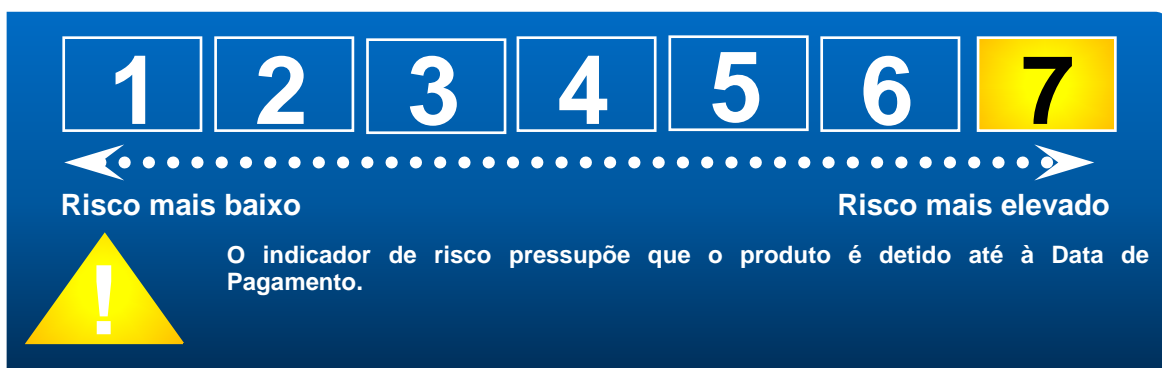 1 2 3 4 5 6 7
Risco mais baixo Risco mais elevado
! O indicador de risco pressupõe que o produto é detido até à Data de
Pagamento.